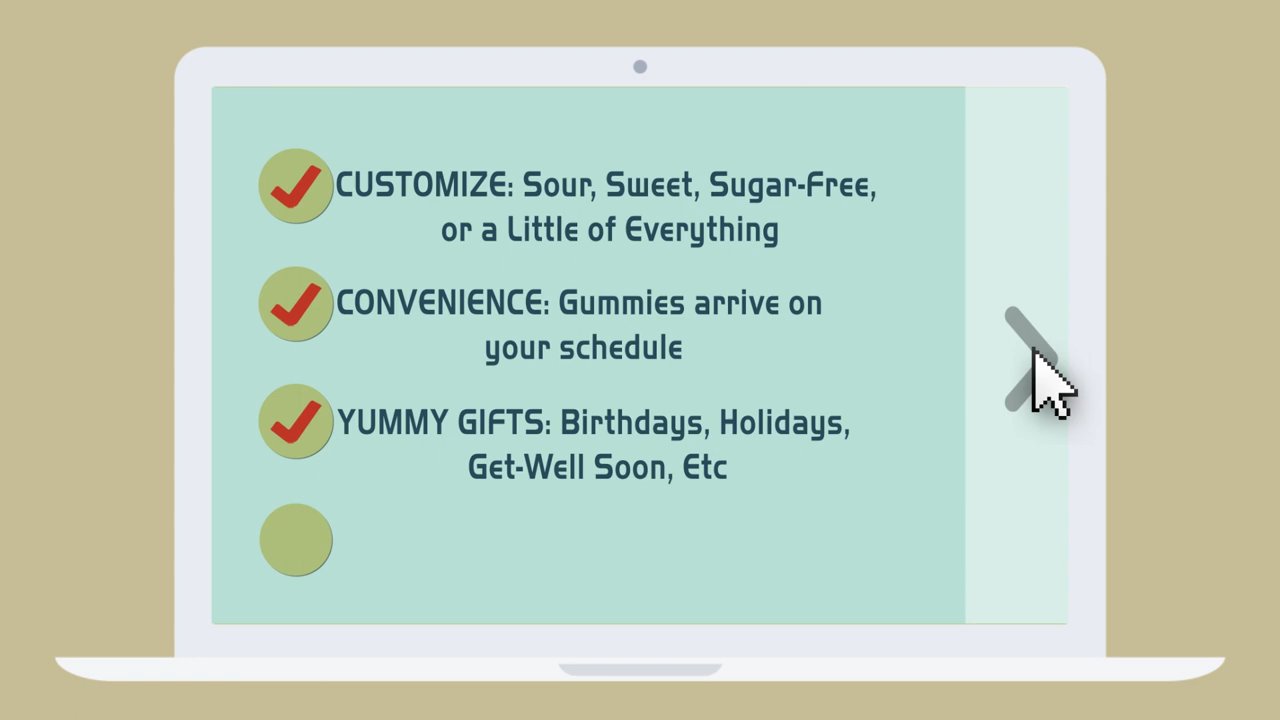 CUSTOMIZE: Sour, Sweet, Sugar-Free,
or a Little of Everything
CONVENIENCE: Gummies arrive on
your schedule
YUMMY GIFTS: Birthdays, Holidays,
Get-Well Soon, Etc